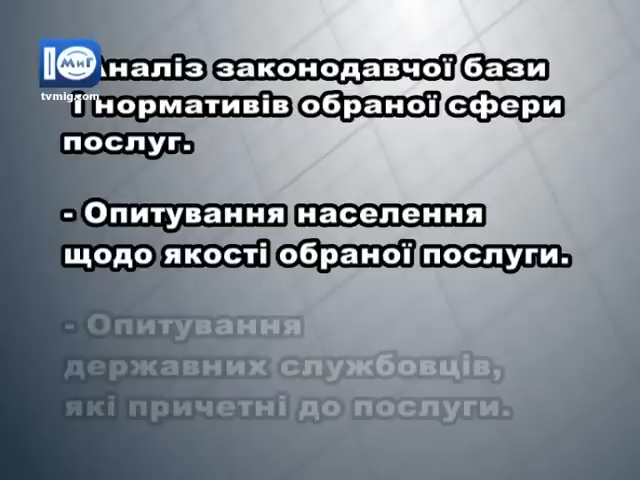 10
МиГ
tvmig.com
Аналіз законодавчої бази
і нормативів обраної сфери
послуг.
- Опитування населення
щодо якості обраної послуги.
- Опитування
державних службовців,
які причетні до послуги.